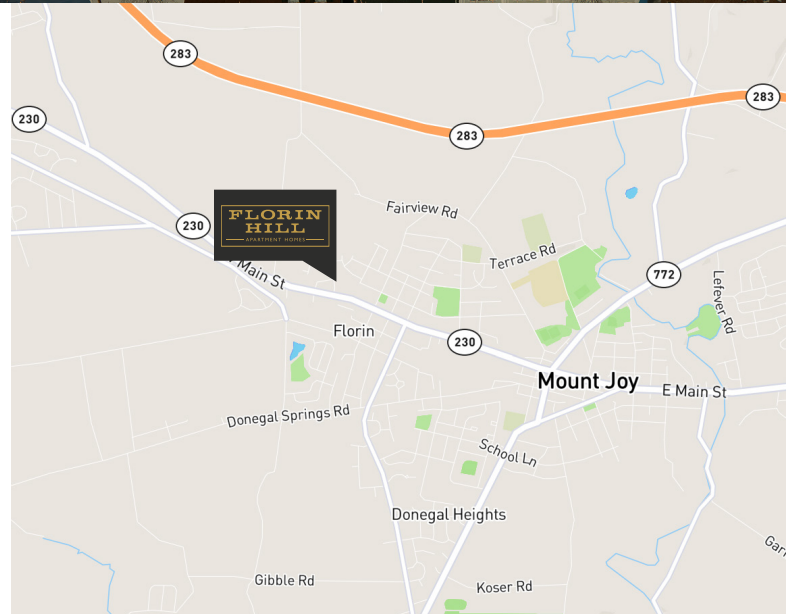 283
283
230
283
Fairview Rd
FLORIN
HILL
APARTMENT HOMES
230
Terrace Rd
Main St
772
Lefever Rd
Florin
230
Mount Joy
E Main St
Donegal Springs Rd
School Ln
Donegal Heights
Gibble Rd
Koser Rd